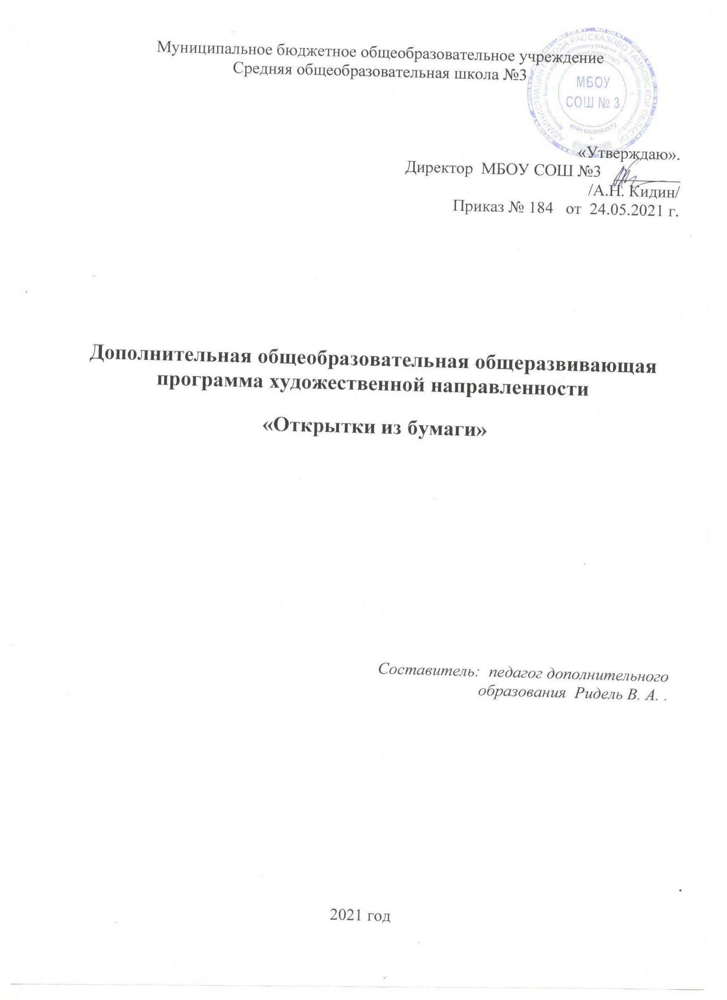 Муниципальное бюджетное общеобразовательное учреждение
Средняя общеобразовательная школа №3
АДМИНИСТРАЦИЯ ГОРОДА РАССКАЗОВО ТАМБОВСКОЙ ОБЛАСТИ
МБОУ
СОШ № 3
ИНН 6828002872
«Утверждаю».
Директор МБОУ СОШ №3 ________
/А.Н. Кидин/
Приказ № 184 от 24.05.2021 г.
Дополнительная общеобразовательная общеразвивающая
программа художественной направленности
«Открытки из бумаги»
Составитель: педагог дополнительного
образования Ридель В. А. .
2021 год